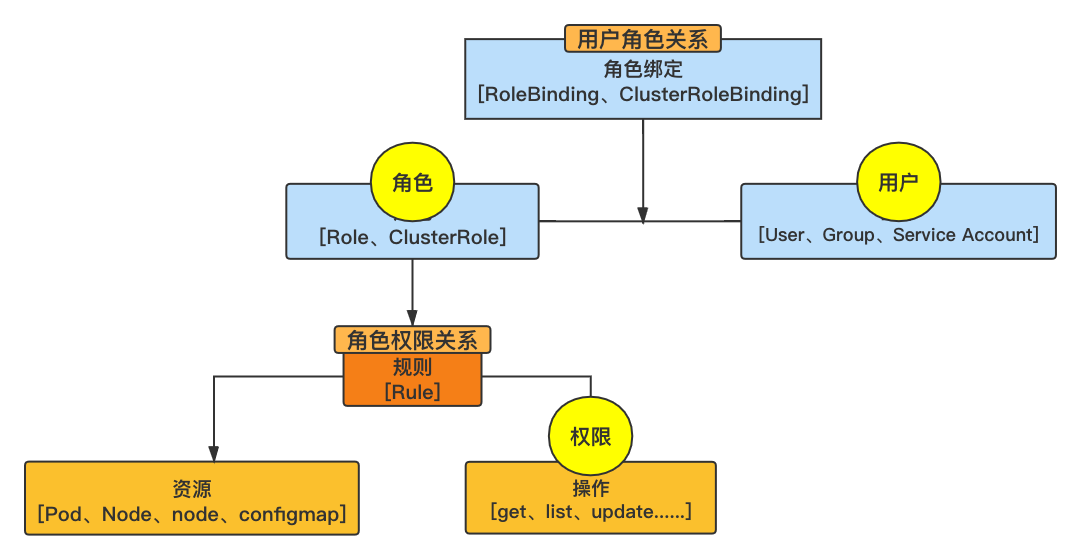 用户角色关系
角色绑定
[RoleBinding、ClusterRoleBinding]
角色
[Role、ClusterRole]
用户
[User、Group、Service Account]
角色权限关系
规则
[Rule]
权限
资源
[Pod、Node、node、configmap]
操作
[get、list、update......]